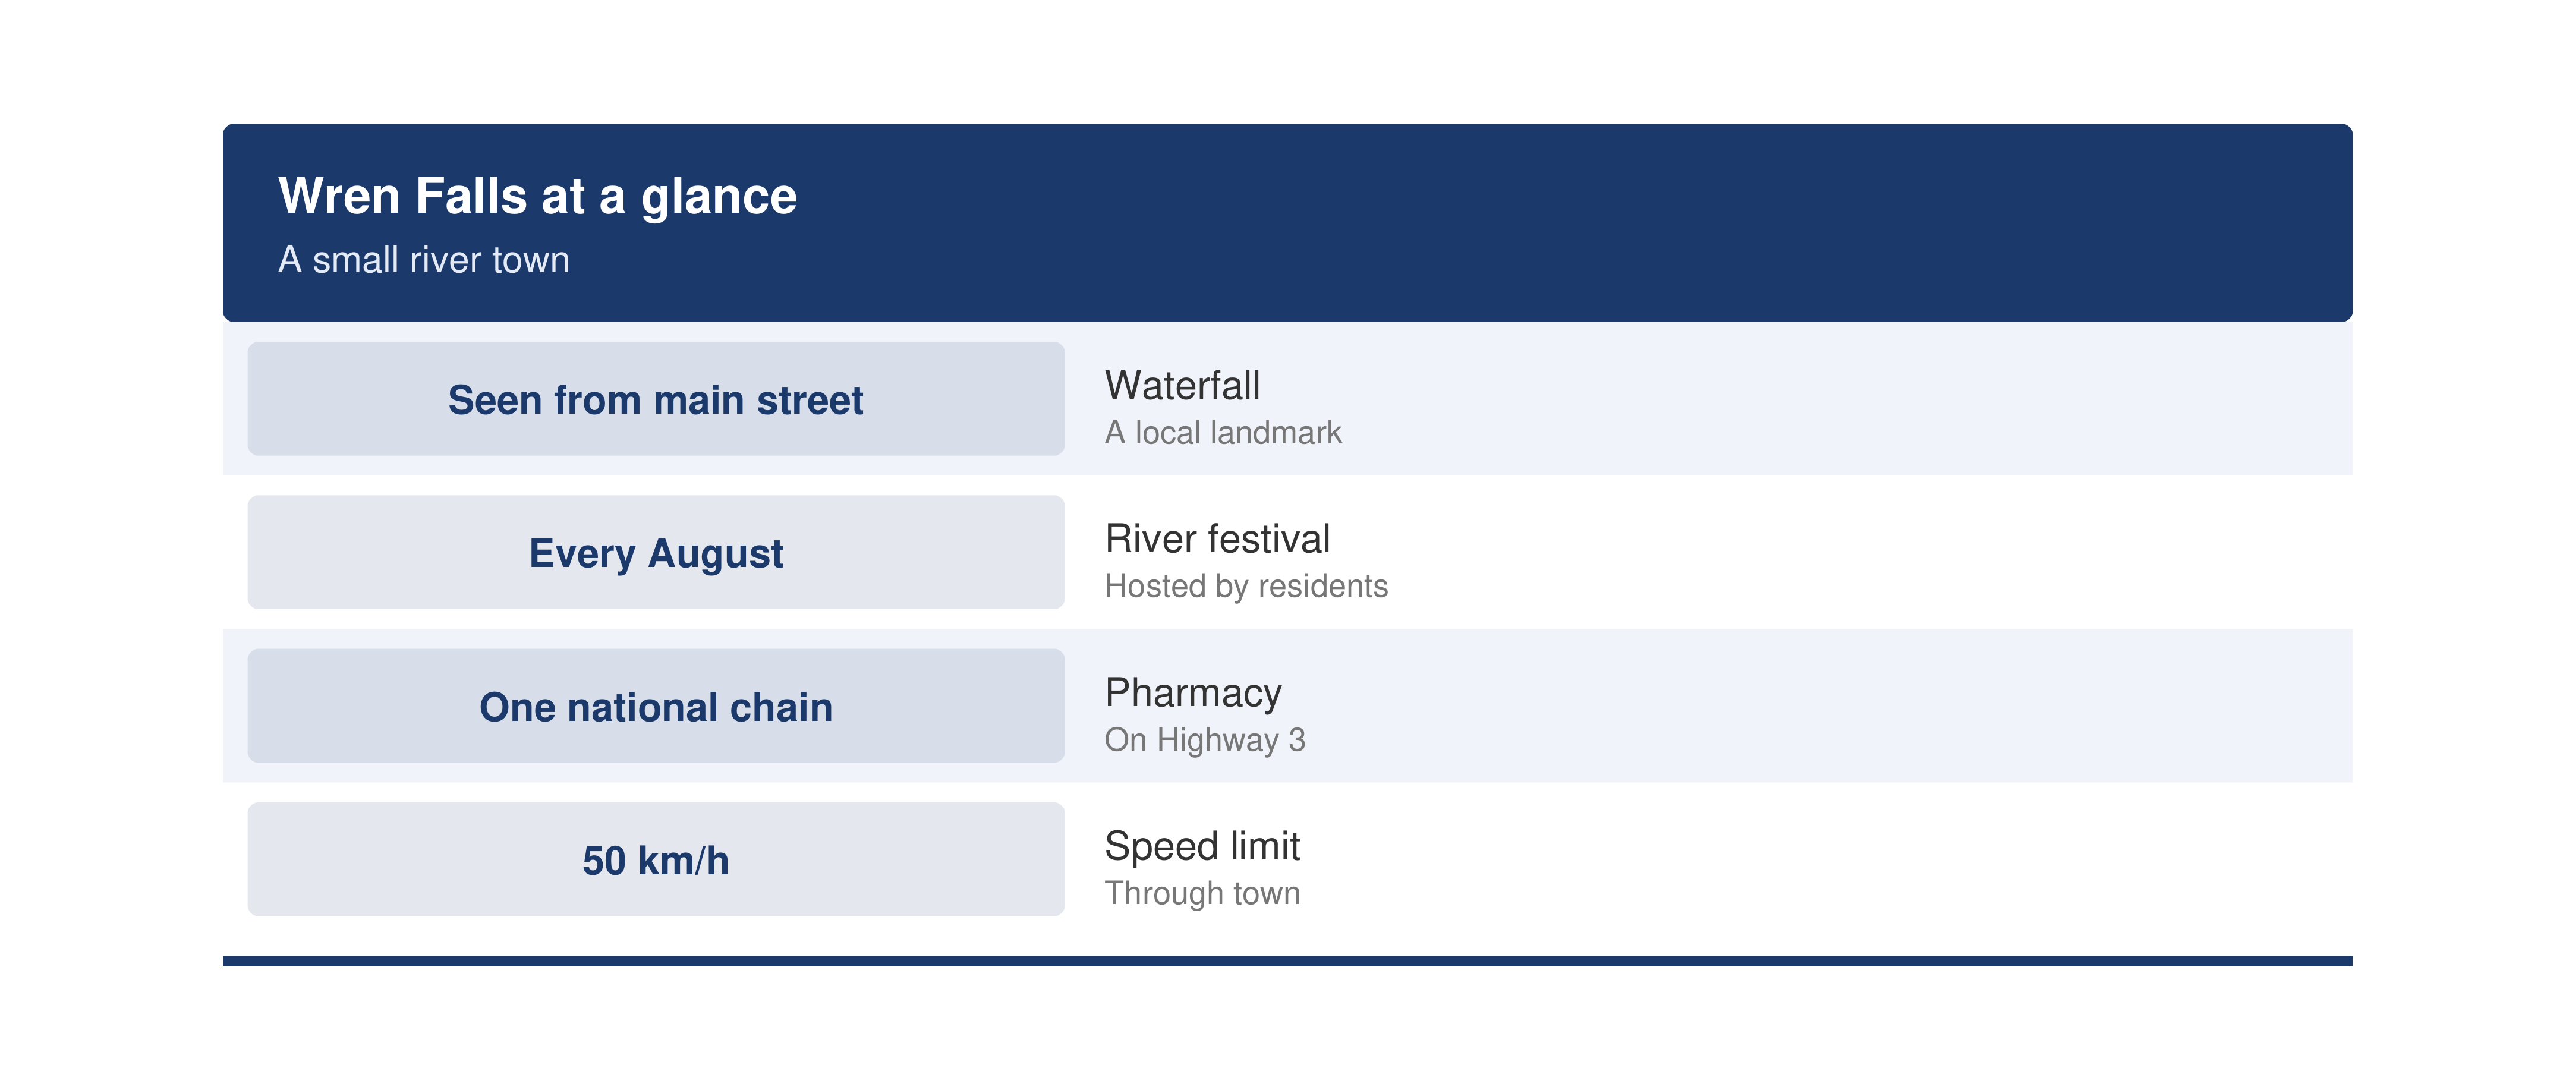 Wren Falls at a glance
A small river town
Seen from main street
Waterfall
A local landmark
Every August
River festival
Hosted by residents
One national chain
Pharmacy
On Highway 3
50 km/h
Speed limit
Through town